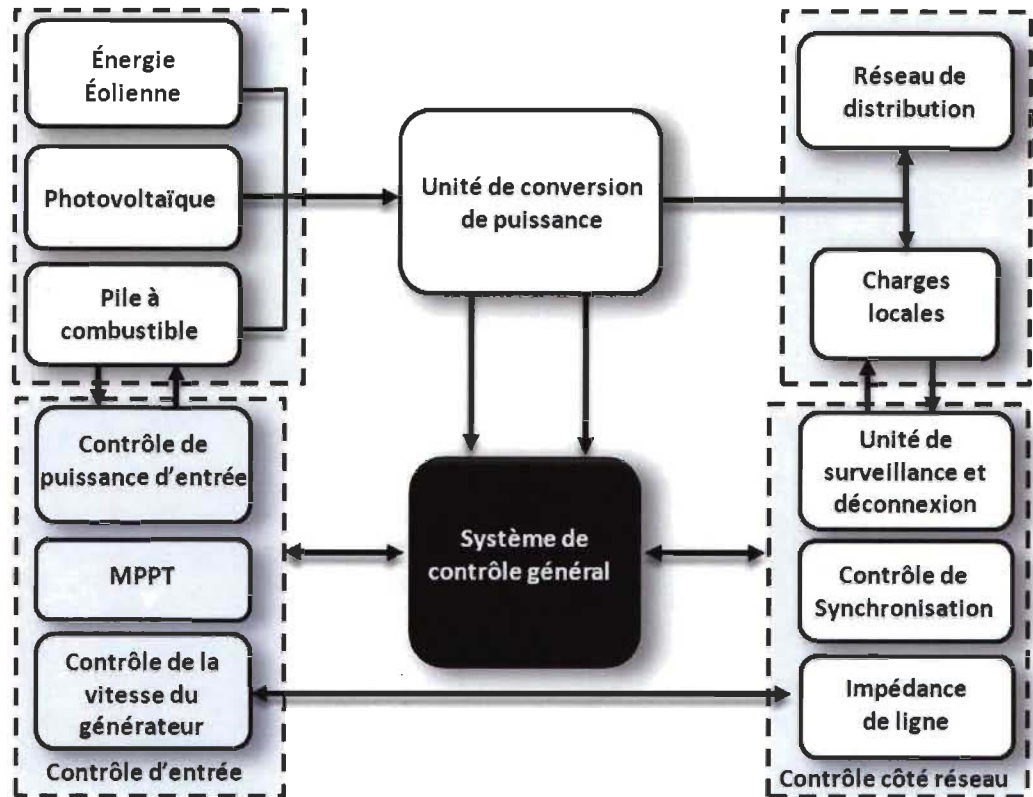 Énergie
Éolienne
Photovoltaïque
Pile à
combustible
Unité de conversion
de puissance
Réseau de
distribution
Charges
locales
Contrôle de
puissance d'entrée
MPPT
Contrôle de la
vitesse du
générateur
Contrôle d'entrée
Système de
contrôle général
Unité de
surveillance et
déconnexion
Contrôle de
Synchronisation
Impédance
de ligne
Contrôle côté réseau